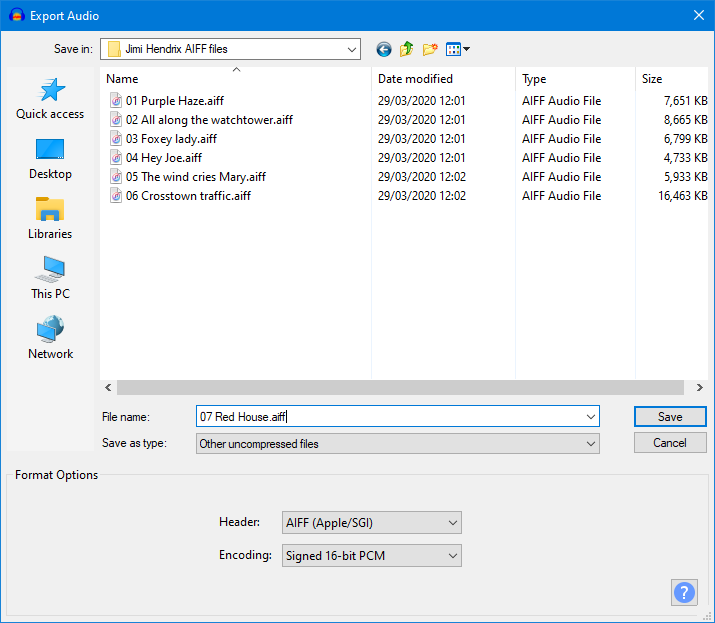 Export Audio
Save in: Jimi Hendrix AIFF files
Quick access
Desktop
Libraries
This PC
Network
Name Date modified Type Size
01 Purple Haze.aiff 29/03/2020 12:01 AIFF Audio File 7,651 KB
02 All along the watchtower.aiff 29/03/2020 12:01 AIFF Audio File 8,665 KB
03 Foxey lady.aiff 29/03/2020 12:01 AIFF Audio File 6,799 KB
04 Hey Joe.aiff 29/03/2020 12:01 AIFF Audio File 4,733 KB
05 The wind cries Mary.aiff 29/03/2020 12:02 AIFF Audio File 5,933 KB
06 Crosstown traffic.aiff 29/03/2020 12:02 AIFF Audio File 16,463 KB
File name: 07 Red House.aiff Save
Save as type: Other uncompressed files Cancel
Format Options
Header: AIFF (Apple/SGI)
Encoding: Signed 16-bit PCM
?